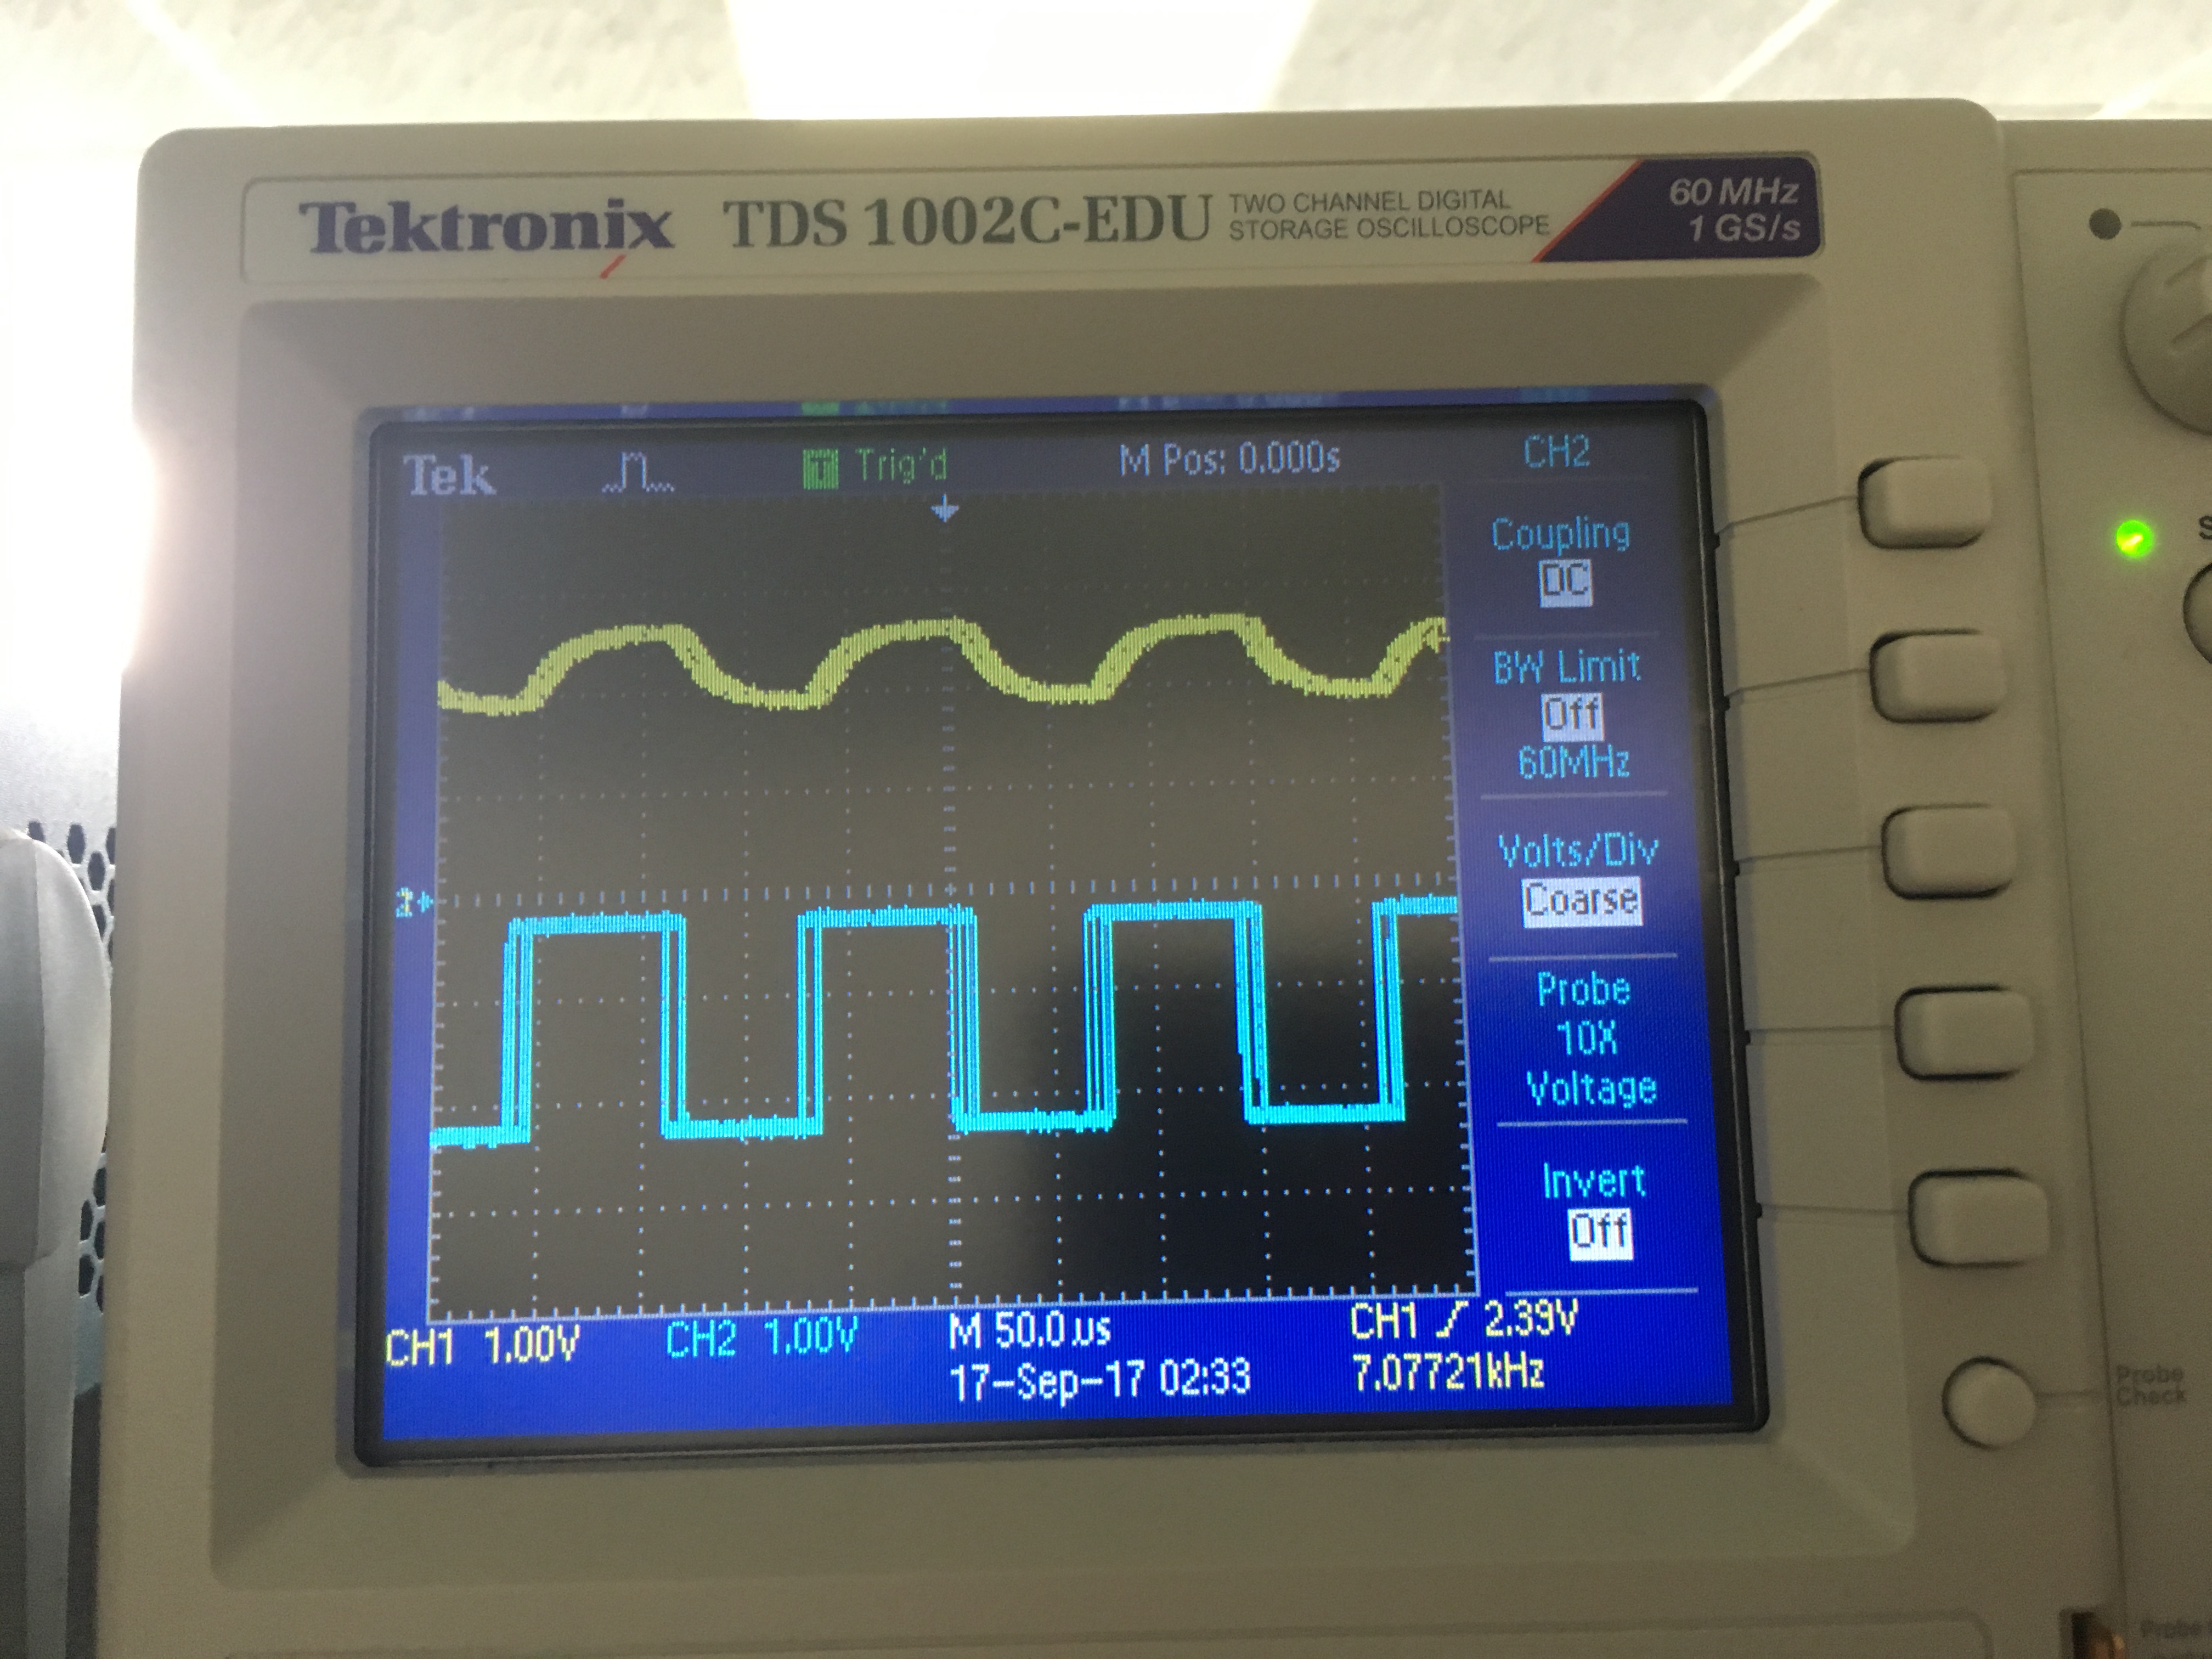 Tektronix TDS 1002C-EDU TWO CHANNEL DIGITAL
STORAGE OSCILLOSCOPE
60 MHz
1 GS/s
Tek Trig'd M Pos: 0.000s CH2
Coupling
DC
BW Limit
Off
60MHz
Volts/Div
Coarse
Probe
10X
Voltage
Invert
Off
CH1 1.00V CH2 1.00V M 50.0µs CH1 2.39V
17-Sep-17 02:33 7.07721kHz
Probe
Check